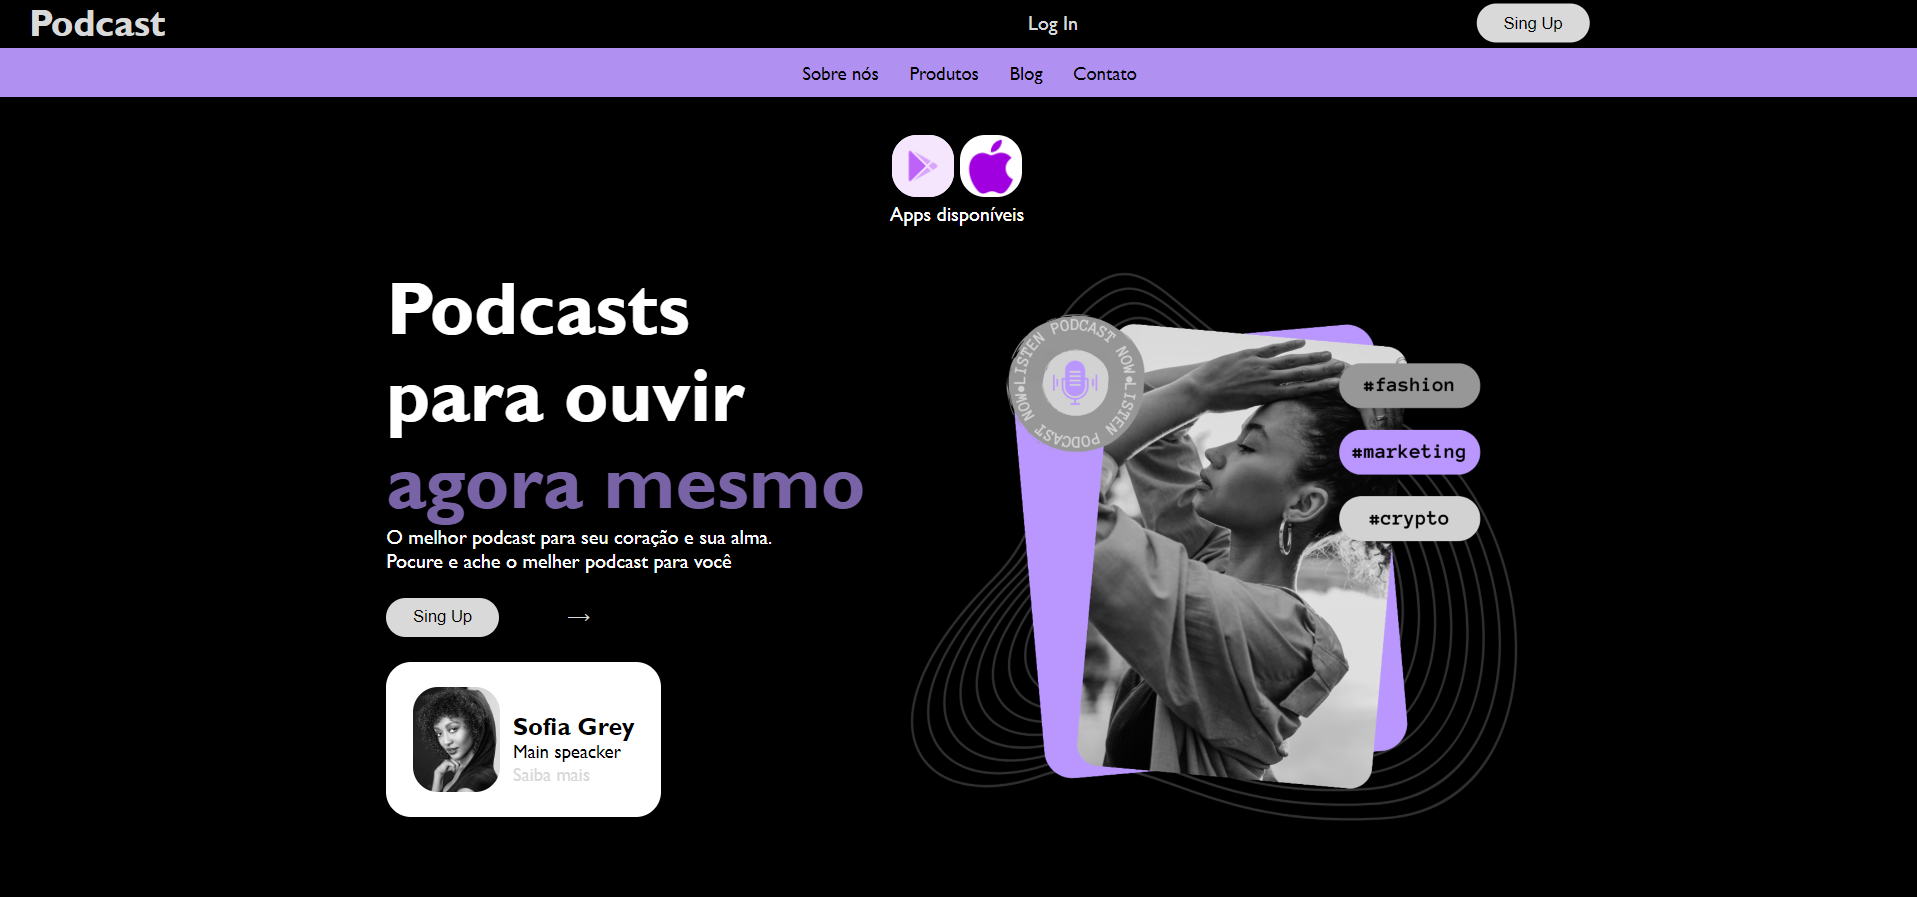 Podcast
Log In
Sing Up
Sobre nós
Produtos
Blog
Contato
Apps disponíveis
Podcasts
para ouvir
agora mesmo
O melhor podcast para seu coração e sua alma.
Pocure e ache o melher podcast para você
Sing Up
Sofia Grey
Main speacker
Saiba mais
LISTEN PODCAST NOW•LISTEN PODCAST NOW•
#fashion
#marketing
#crypto